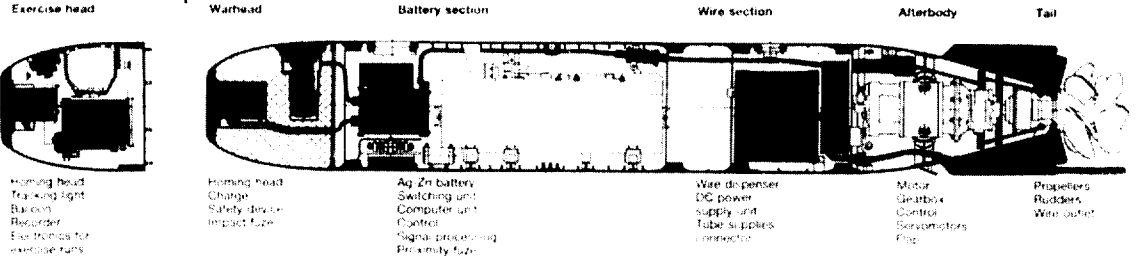 Exercise head
Warhead
Battery section
Wire section
Afterbody
Tail
Homing head
Tracking light
Baloon
Recorder
Electronics for
exercise runs
Homing head
Charge
Safety device
Impact fuze
Ag-Zn battery
Switching unit
Computer unit
Control
Signal processing
Proximity fuze
Wire dispenser
DC power
supply unit
Tube supplies
connector
Motor
Gearbox
Control
Servomotors
Flap
Propellers
Rudders
Wire outlet